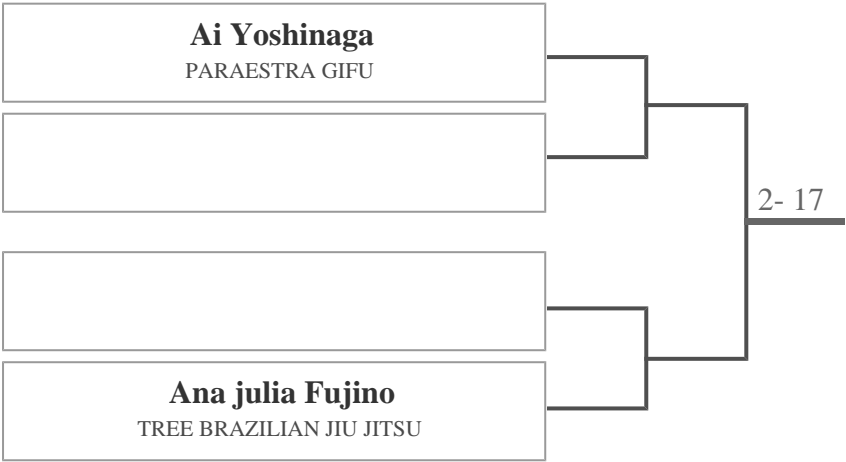 Ai Yoshinaga
PARAESTRA GIFU
2- 17
Ana julia Fujino
TREE BRAZILIAN JIU JITSU